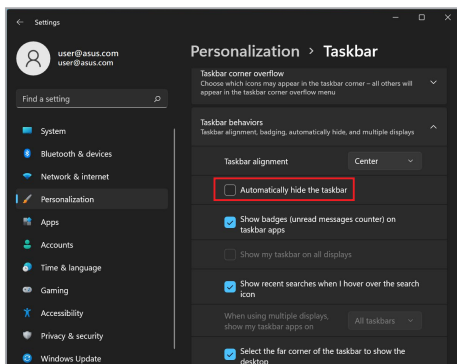 Settings
user@asus.com
user@asus.com
Find a setting
System
Bluetooth & devices
Network & internet
Personalization
Apps
Accounts
Time & language
Gaming
Accessibility
Privacy & security
Windows Update
Personalization > Taskbar
Taskbar corner overflow
Choose which icons may appear in the taskbar corner – all others will
appear in the taskbar corner overflow menu
Taskbar behaviors
Taskbar alignment, badging, automatically hide, and multiple displays
Taskbar alignment
Center
Automatically hide the taskbar
Show badges (unread messages counter) on
taskbar apps
Show my taskbar on all displays
Show recent searches when I hover over the search
icon
When using multiple displays,
show my taskbar apps on
All taskbars
Select the far corner of the taskbar to show the
desktop